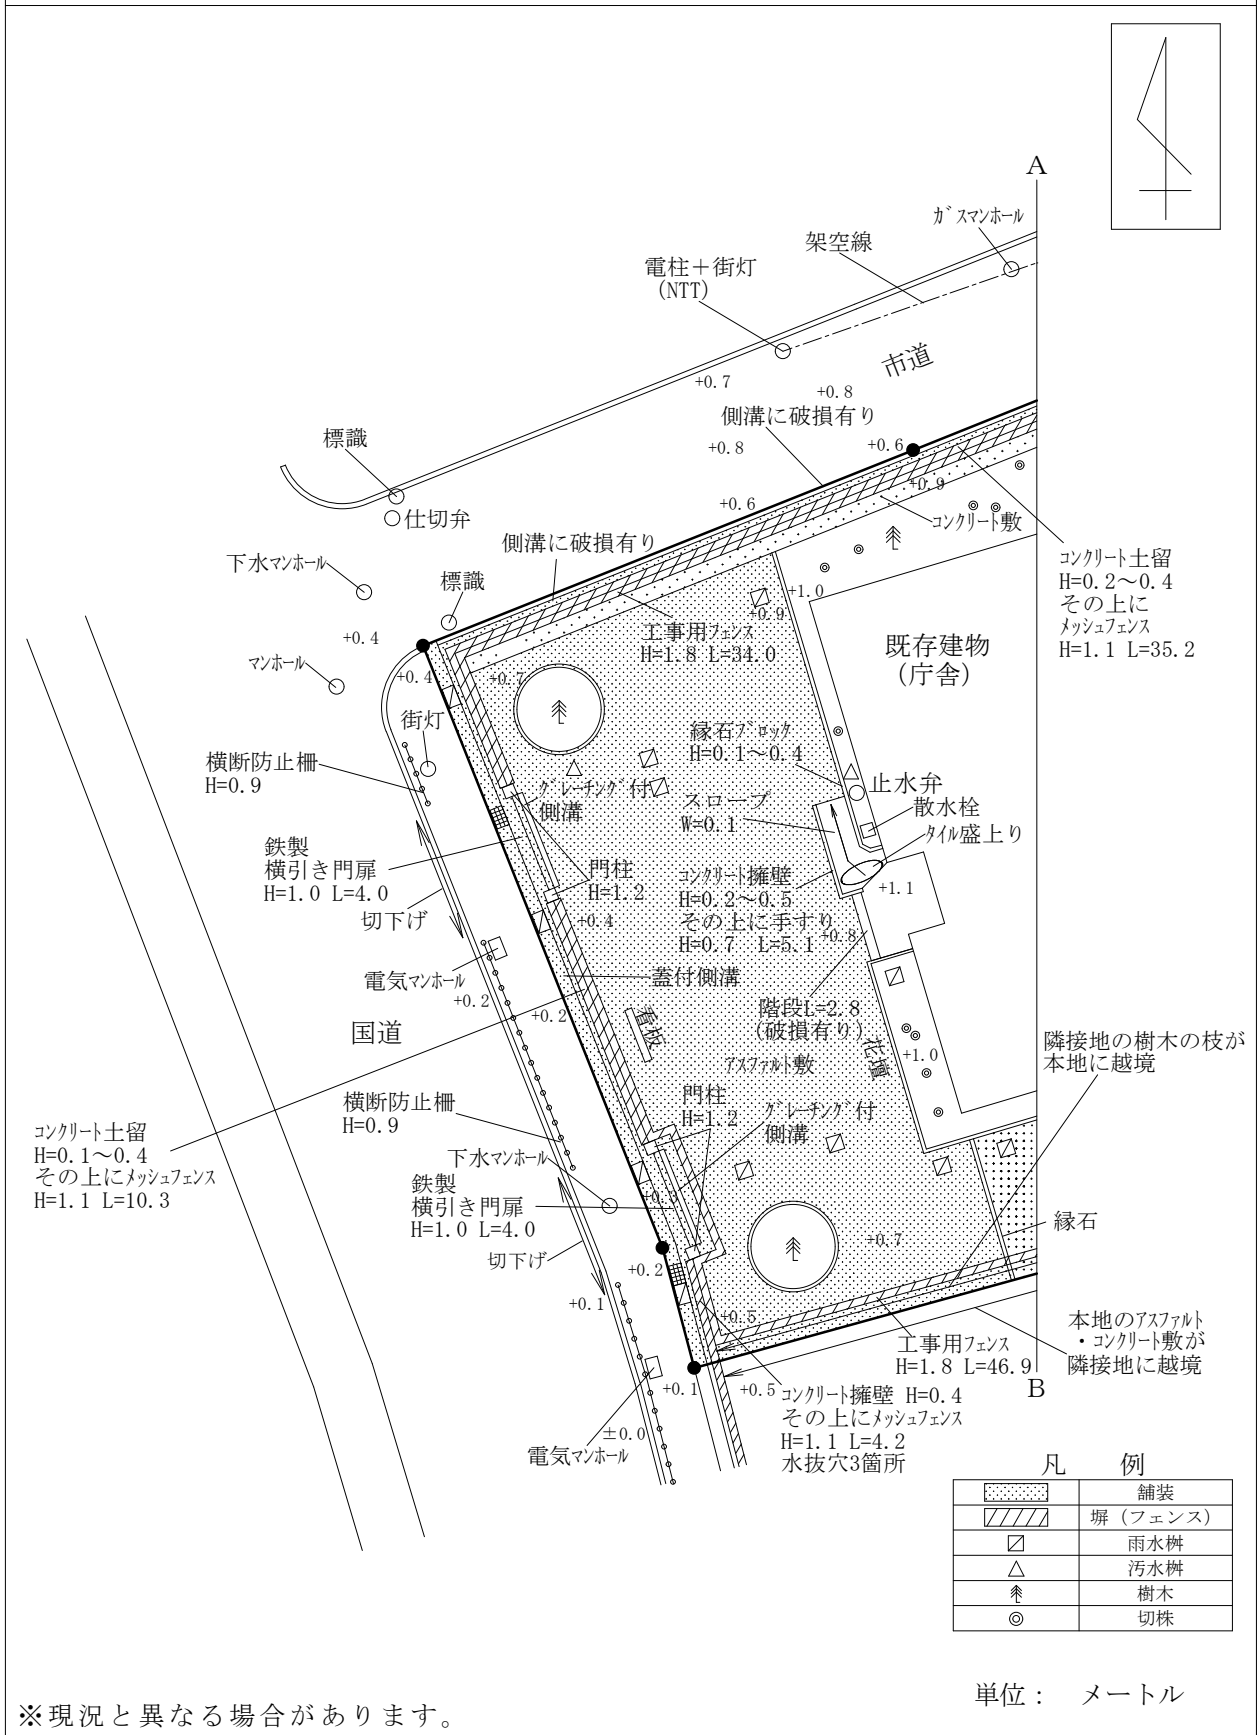 A
ガスマンホール
架空線
電柱＋街灯
(NTT)
市道
+0.7
+0.8
側溝に破損有り
標識
+0.8
+0.6
+0.9
仕切弁
+0.6
コンクリート敷
側溝に破損有り
下水マンホール
標識
コンクリート土留
H=0.2～0.4
その上に
メッシュフェンス
H=1.1 L=35.2
+1.0
+0.9
+0.4
工事用フェンス
H=1.8 L=34.0
既存建物
(庁舎)
マンホール
+0.4
+0.7
街灯
縁石ブロック
H=0.1～0.4
横断防止柵
H=0.9
グレーチング付
側溝
止水弁
スロープ
W=0.1
散水栓
タイル盛上り
鉄製
横引き門扉
H=1.0 L=4.0
門柱
H=1.2
コンクリート擁壁
H=0.2～0.5
その上に手すり
H=0.7 L=5.1
+1.1
切下げ
+0.4
+0.8
電気マンホール
蓋付側溝
+0.2
+0.2
国道
看板
階段L=2.8
(破損有り)
花壇
+1.0
アスファルト敷
隣接地の樹木の枝が
本地に越境
横断防止柵
H=0.9
門柱
H=1.2
グレーチング付
側溝
コンクリート土留
H=0.1～0.4
その上にメッシュフェンス
H=1.1 L=10.3
下水マンホール
鉄製
横引き門扉
H=1.0 L=4.0
+0.3
縁石
+0.7
切下げ
+0.2
+0.1
+0.5
本地のアスファルト
・コンクリート敷が
隣接地に越境
工事用フェンス
H=1.8 L=46.9
B
+0.1
+0.5
コンクリート擁壁 H=0.4
その上にメッシュフェンス
H=1.1 L=4.2
水抜穴3箇所
±0.0
電気マンホール
凡 例
舗装
塀（フェンス）
雨水桝
汚水桝
樹木
切株
単位： メートル
※現況と異なる場合があります。